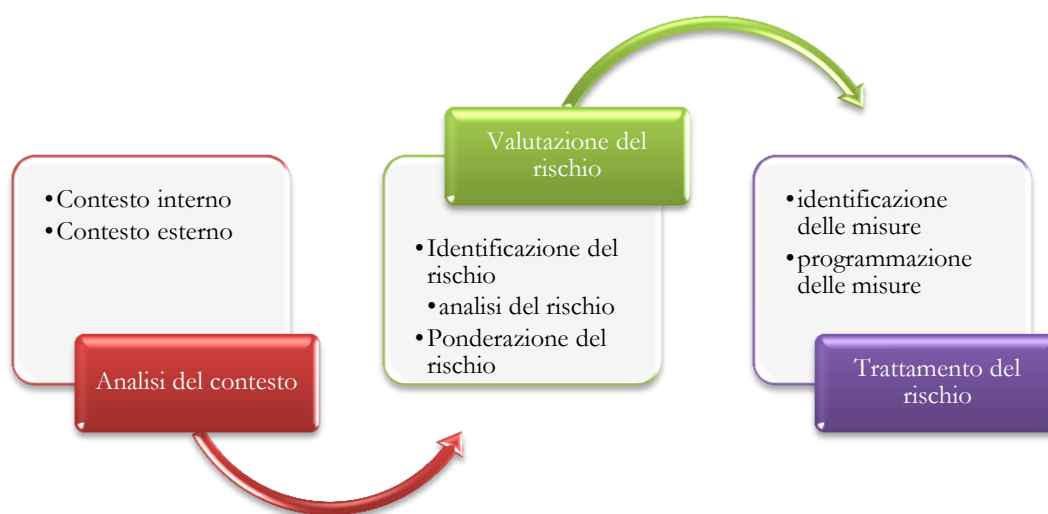 •Contesto interno
•Contesto esterno
Analisi del contesto
Valutazione del
rischio
•Identificazione del
rischio
•analisi del rischio
•Ponderazione del
rischio
•identificazione
delle misure
•programmazione
delle misure
Trattamento del
rischio